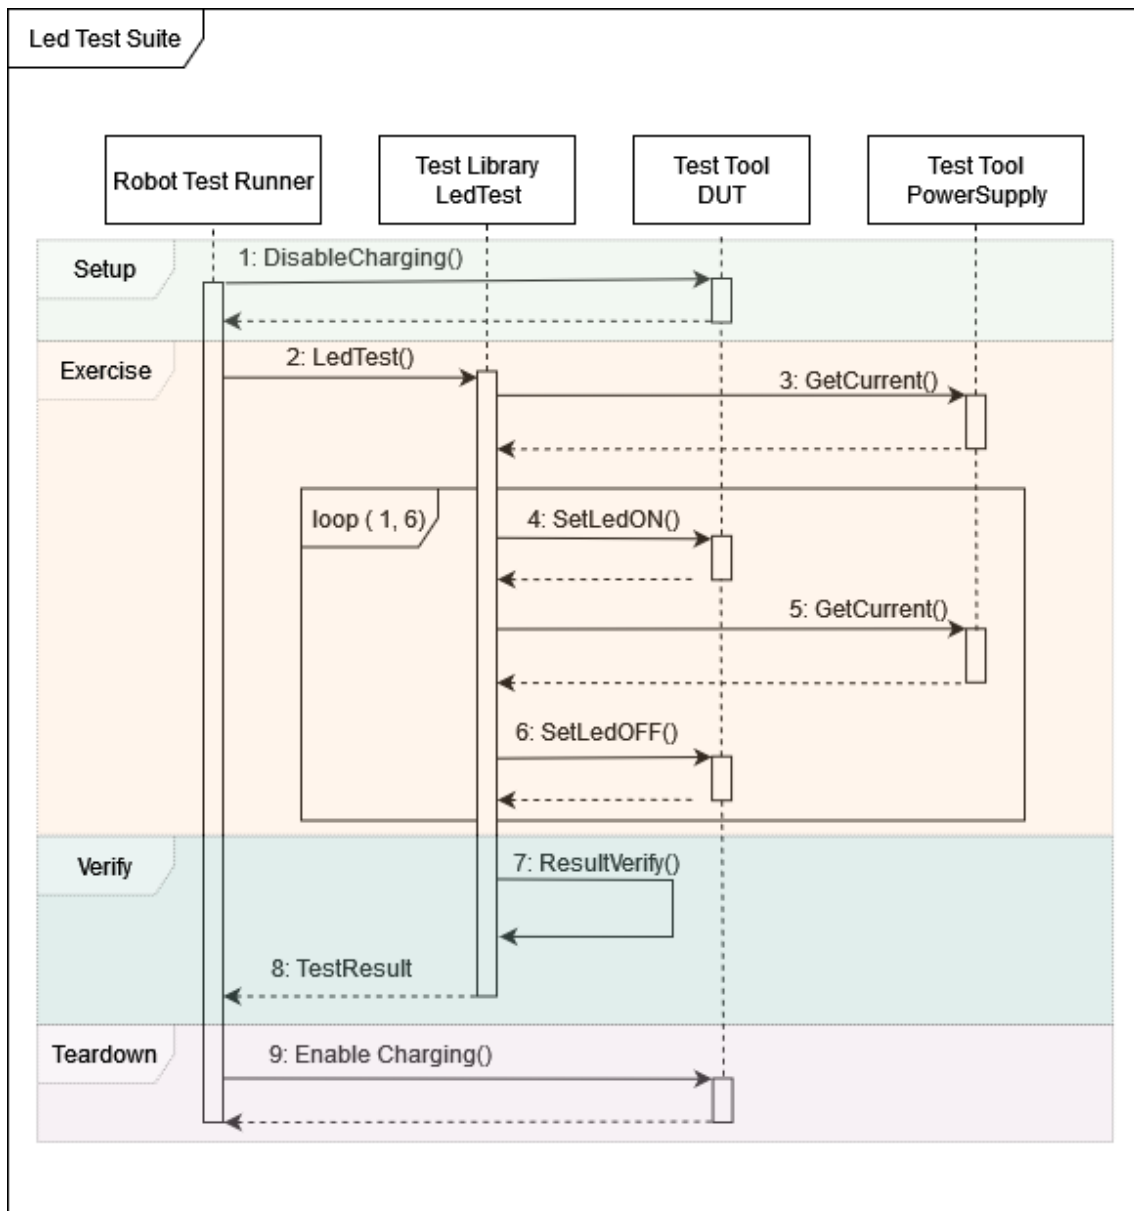 Led Test Suite
Robot Test Runner
Test Library
LedTest
Test Tool
DUT
Test Tool
PowerSupply
Setup
1: DisableCharging()
Exercise
2: LedTest()
3: GetCurrent()
loop ( 1, 6)
4: SetLedON()
5: GetCurrent()
6: SetLedOFF()
Verify
7: ResultVerify()
8: TestResult
Teardown
9: Enable Charging()